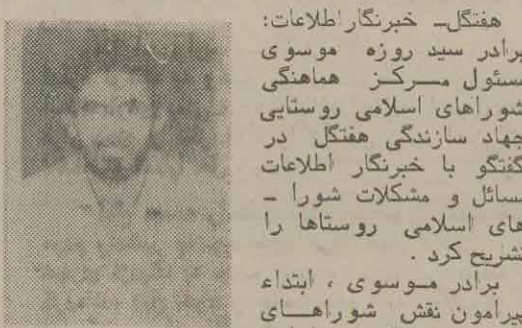 هفتگل ـ خبرنگار اطلاعات:
برادر سید روزه موسوی
مسئول مرکز هماهنگی
شوراهای اسلامی روستایی
جهاد سازندگی هفتگل در
گفتگو با خبرنگار اطلاعات
مسائل و مشکلات شورا ـ
های اسلامی روستاها را
تشریح کرد .
برادر موسوی ، ابتداء
پیرامون نقش شوراهای